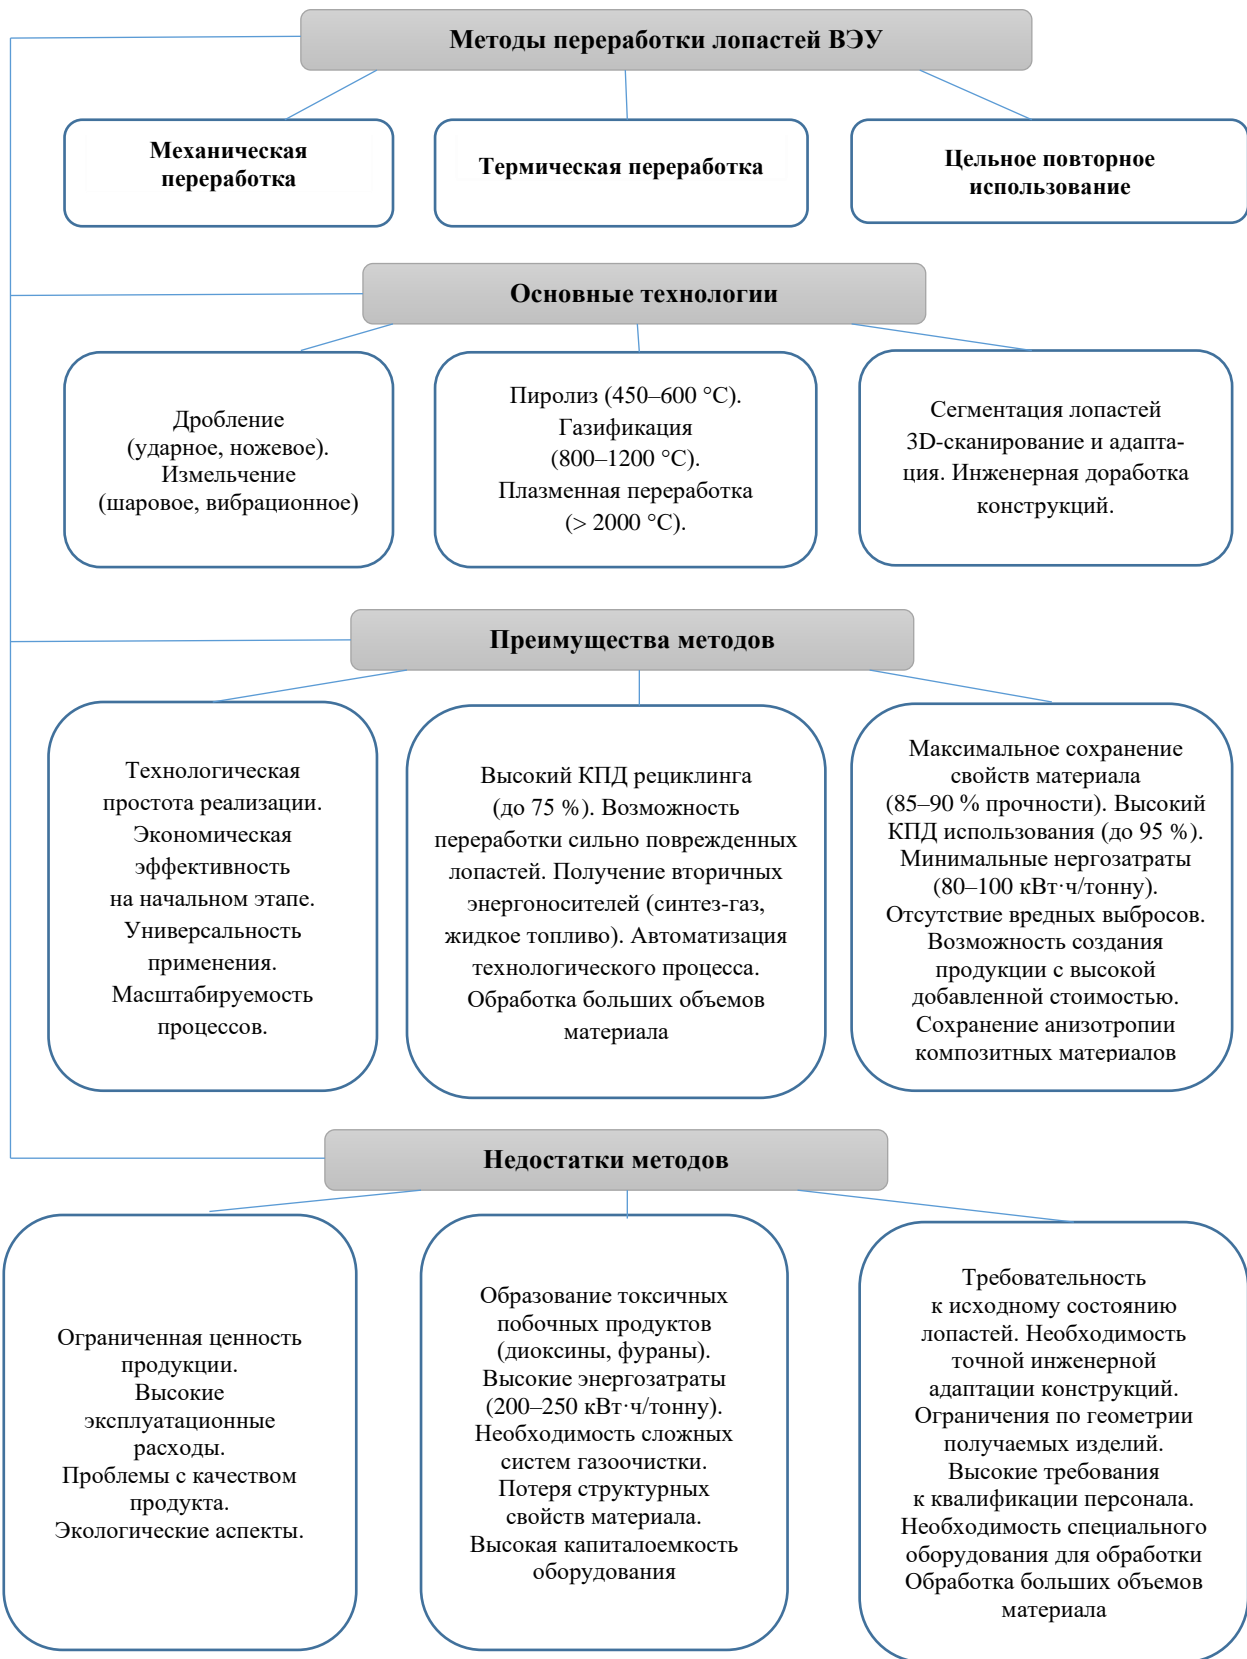 Методы переработки лопастей ВЭУ
Механическая
переработка
Термическая переработка
Цельное повторное
использование
Основные технологии
Дробление
(ударное, ножевое).
Измельчение
(шаровое, вибрационное)
Пиролиз (450–600 °C).
Газификация
(800–1200 °C).
Плазменная переработка
(> 2000 °C).
Сегментация лопастей
3D-сканирование и адапта-
ция. Инженерная доработка
конструкций.
Преимущества методов
Технологическая
простота реализации.
Экономическая
эффективность
на начальном этапе.
Универсальность
применения.
Масштабируемость
процессов.
Высокий КПД рециклинга
(до 75 %). Возможность
переработки сильно поврежденных
лопастей. Получение вторичных
энергоносителей (синтез-газ,
жидкое топливо). Автоматизация
технологического процесса.
Обработка больших объемов
материала
Максимальное сохранение
свойств материала
(85–90 % прочности). Высокий
КПД использования (до 95 %).
Минимальные нергозатраты
(80–100 кВт·ч/тонну).
Отсутствие вредных выбросов.
Возможность создания
продукции с высокой
добавленной стоимостью.
Сохранение анизотропии
композитных материалов
Недостатки методов
Ограниченная ценность
продукции.
Высокие
эксплуатационные
расходы.
Проблемы с качеством
продукта.
Экологические аспекты.
Образование токсичных
побочных продуктов
(диоксины, фураны).
Высокие энергозатраты
(200–250 кВт·ч/тонну).
Необходимость сложных
систем газоочистки.
Потеря структурных
свойств материала.
Высокая капиталоемкость
оборудования
Требовательность
к исходному состоянию
лопастей. Необходимость
точной инженерной
адаптации конструкций.
Ограничения по геометрии
получаемых изделий.
Высокие требования
к квалификации персонала.
Необходимость специального
оборудования для обработки
Обработка больших объемов
материала